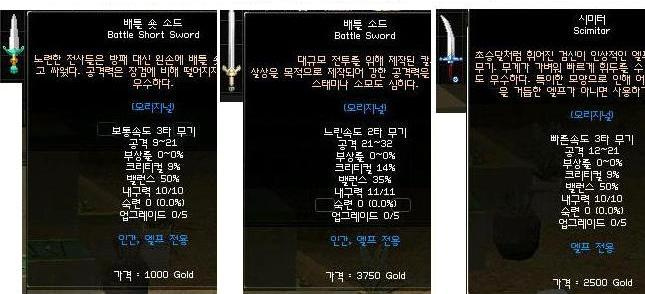 배틀 숏 소드
Battle Short Sword
노련한 전사들은 방패 대신 왼손에 배틀 숏
고 싸웠다. 공격력은 장검에 비해 떨어지지
우수하다.
(오리지널)
보통속도 3타 무기
공격 9~21
부상률 0~0%
크리티컬 9%
밸런스 50%
내구력 10/10
숙련 0 (0.0%)
업그레이드 0/5
인간, 엘프 전용
가격 : 1000 Gold
배틀 소드
Battle Sword
대규모 전투를 위해 제작된 칼
살상을 목적으로 제작되어 강한 공격력을
스태미나 소모도 심하다.
(오리지널)
느린속도 2타 무기
공격 21~32
부상률 0~0%
크리티컬 14%
밸런스 35%
내구력 11/11
숙련 0 (0.0%)
업그레이드 0/5
인간, 엘프 전용
가격 : 3750 Gold
시미터
Scimitar
초승달처럼 휘어진 검신이 인상적인 엘프
무기. 무게가 가벼워 빠르게 휘두를 수
도 우수하다. 특이한 모양으로 인해
을 거듭한 엘프가 아니면 사용하기
(오리지널)
빠른속도 3타 무기
공격 12~21
부상률 0~0%
크리티컬 9%
밸런스 50%
내구력 10/10
숙련 0 (0.0%)
업그레이드 0/5
엘프 전용
가격 : 2500 Gold